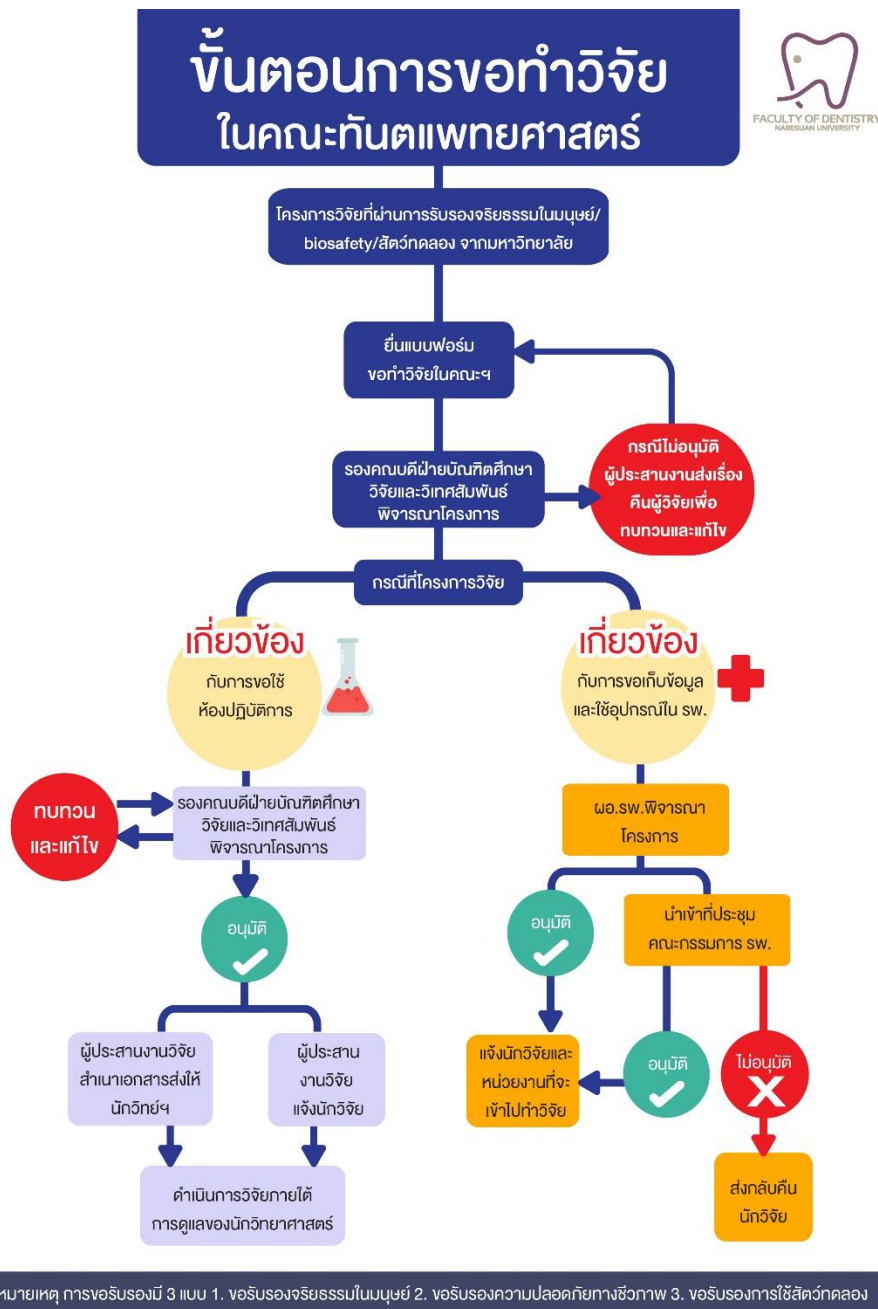 ขั้นตอนการขอทำวิจัย
ในคณะทันตแพทยศาสตร์
FACULTY OF DENTISTRY
NARESUAN UNIVERSITY
โครงการวิจัยที่ผ่านการรับรองจริยธรรมในมนุษย์/
biosafety/สัตว์ทดลอง จากมหาวิทยาลัย
ยื่นแบบฟอร์ม
ขอทำวิจัยในคณะฯ
รองคณบดีฝ่ายบัณฑิตศึกษา
วิจัยและวิเทศสัมพันธ์
พิจารณาโครงการ
กรณีไม่อนุมัติ
ผู้ประสานงานส่งเรื่อง
คืนผู้วิจัยเพื่อ
ทบทวนและแก้ไข
กรณีที่โครงการวิจัย
เกี่ยวข้อง
กับการขอใช้
ห้องปฏิบัติการ
เกี่ยวข้อง
กับการขอเก็บข้อมูล
และใช้อุปกรณ์ใน รพ.
ทบทวน
และแก้ไข
รองคณบดีฝ่ายบัณฑิตศึกษา
วิจัยและวิเทศสัมพันธ์
พิจารณาโครงการ
ผอ.รพ.พิจารณา
โครงการ
อนุมัติ
อนุมัติ
นำเข้าที่ประชุม
คณะกรรมการ รพ.
ผู้ประสานงานวิจัย
สำเนาเอกสารส่งให้
นักวิทย์ฯ
ผู้ประสาน
งานวิจัย
แจ้งนักวิจัย
แจ้งนักวิจัยและ
หน่วยงานที่จะ
เข้าไปทำวิจัย
อนุมัติ
ไม่อนุมัติ
ดำเนินการวิจัยภายใต้
การดูแลของนักวิทยาศาสตร์
ส่งกลับคืน
นักวิจัย
หมายเหตุ การขอรับรองมี 3 แบบ 1. ขอรับรองจริยธรรมในมนุษย์ 2. ขอรับรองความปลอดภัยทางชีวภาพ 3. ขอรับรองการใช้สัตว์ทดลอง